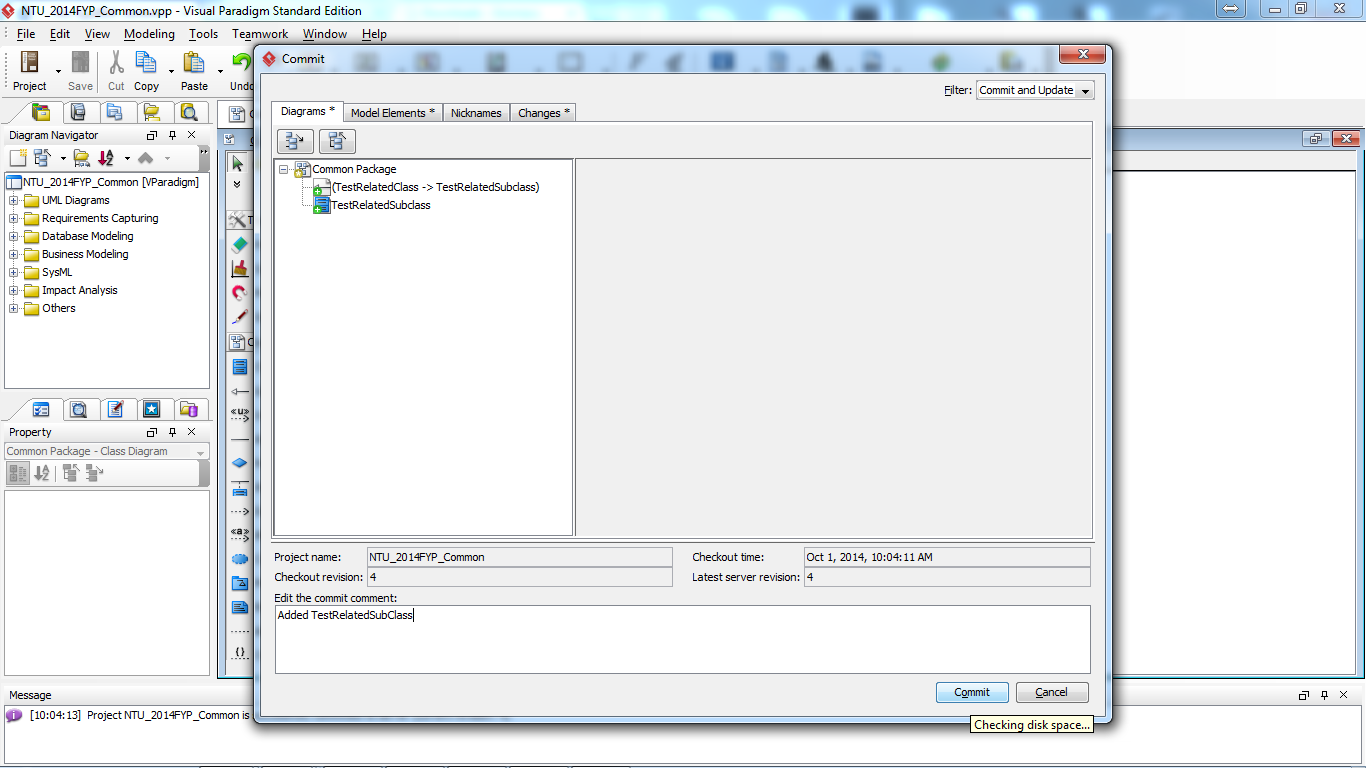 NTU_2014FYP_Common.vpp - Visual Paradigm Standard Edition
File Edit View Modeling Tools Teamwork Window Help
Project Save Cut Copy Paste Undo
Commit
Filter: Commit and Update
Diagrams * Model Elements * Nicknames Changes *
Diagram Navigator
NTU_2014FYP_Common [VParadigm]
UML Diagrams
Requirements Capturing
Database Modeling
Business Modeling
SysML
Impact Analysis
Others
Common Package
(TestRelatedClass -> TestRelatedSubclass)
TestRelatedSubclass
«u»
«a»
{}
Property
Common Package - Class Diagram
Project name: NTU_2014FYP_Common Checkout time: Oct 1, 2014, 10:04:11 AM
Checkout revision: 4 Latest server revision: 4
Edit the commit comment:
Added TestRelatedSubClass
Commit Cancel
Checking disk space...
Message
[10:04:13] Project NTU_2014FYP_Common is